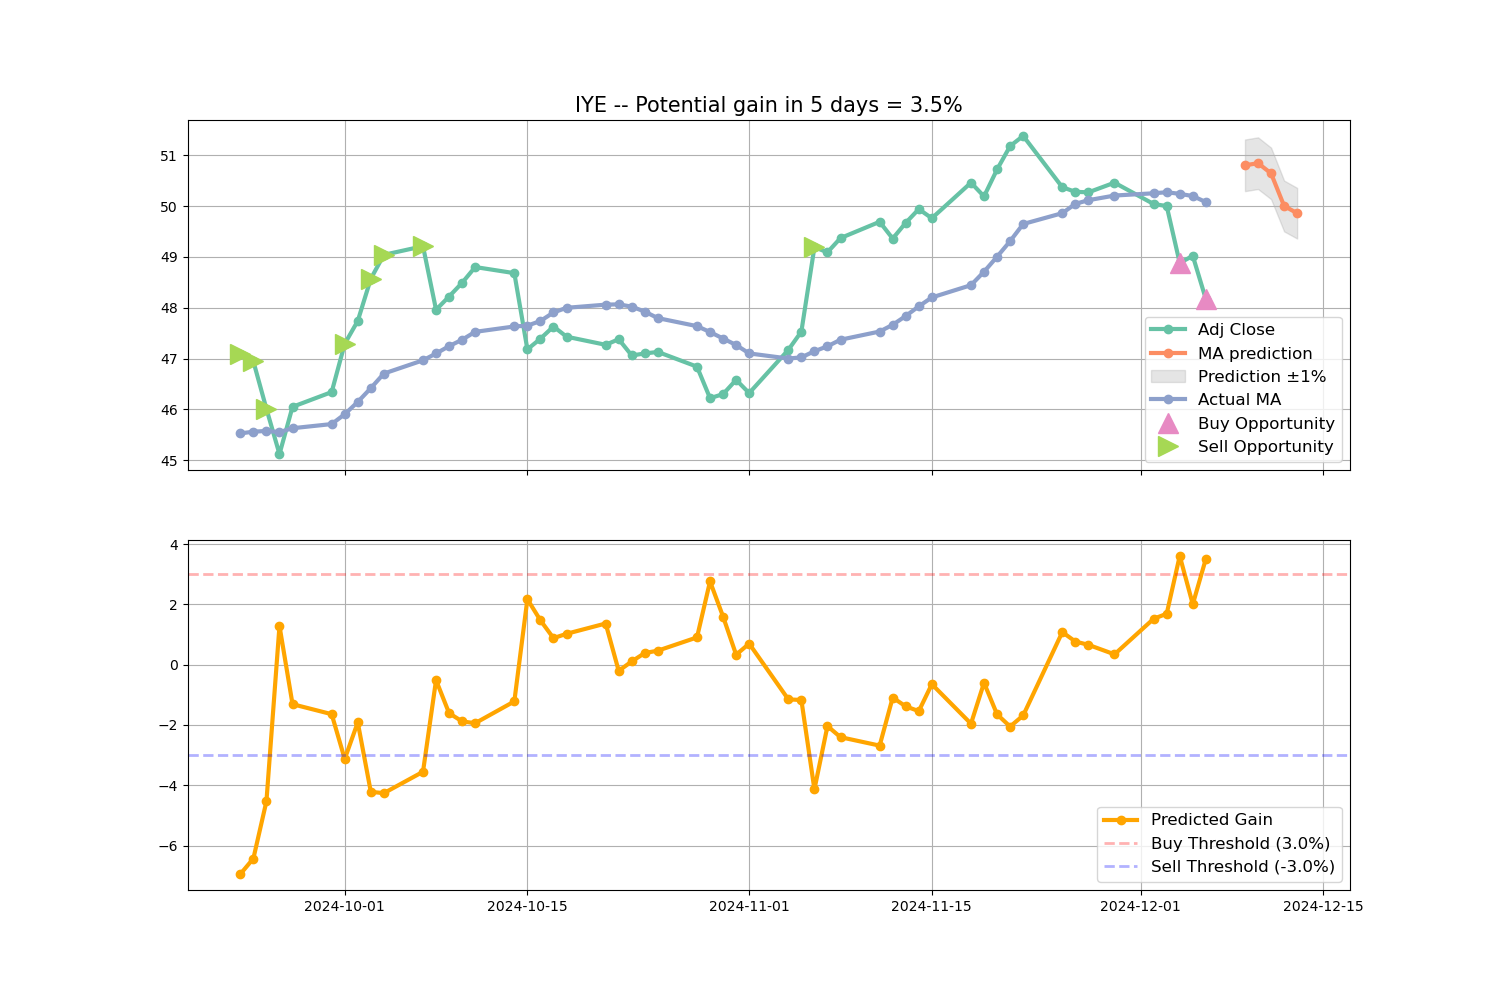 IYE -- Potential gain in 5 days = 3.5%
51
50
49
48
47
46
45
Adj Close
MA prediction
Prediction ±1%
Actual MA
Buy Opportunity
Sell Opportunity
4
2
0
−2
−4
−6
Predicted Gain
Buy Threshold (3.0%)
Sell Threshold (-3.0%)
2024-10-01 2024-10-15 2024-11-01 2024-11-15 2024-12-01 2024-12-15